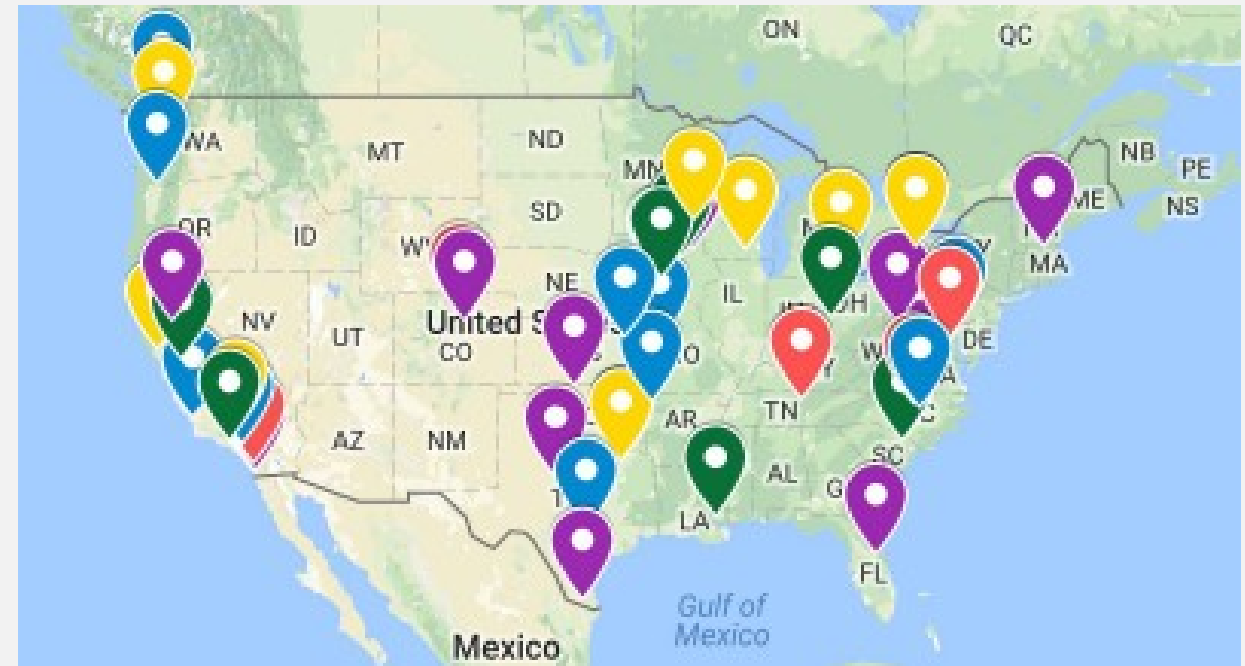 ON
QC
WA
MT
ND
MN
NB
PE
ME
NS
OR
ID
SD
MA
NE
IL
OH
NV
United S
UT
CO
DE
TN
AR
AZ
NM
AL
SC
LA
FL
Gulf of
Mexico
Mexico